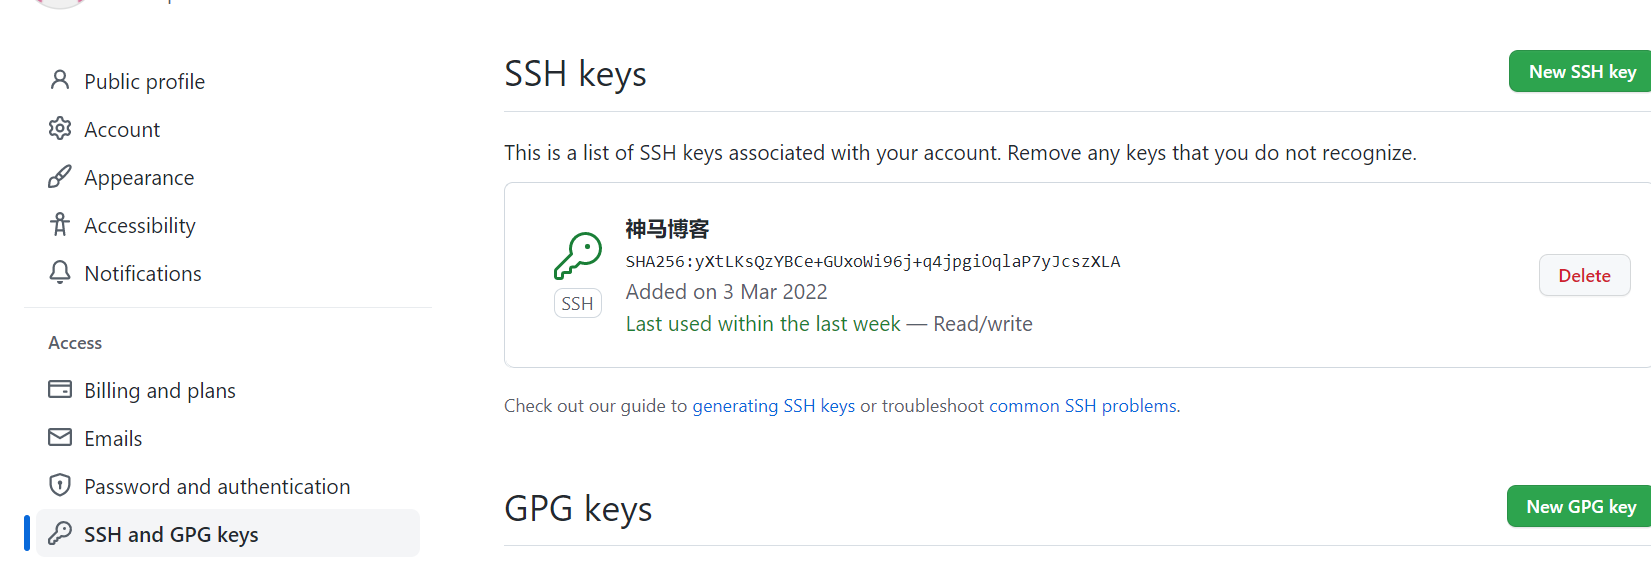 Public profile
Account
Appearance
Accessibility
Notifications
Access
Billing and plans
Emails
Password and authentication
SSH and GPG keys
SSH keys
New SSH key
This is a list of SSH keys associated with your account. Remove any keys that you do not recognize.
神马博客
SHA256:yXtLKsQzYBCe+GUxoWi96j+q4jpgiOqlaP7yJcszXLA
Added on 3 Mar 2022
Last used within the last week — Read/write
SSH
Delete
Check out our guide to generating SSH keys or troubleshoot common SSH problems.
GPG keys
New GPG key